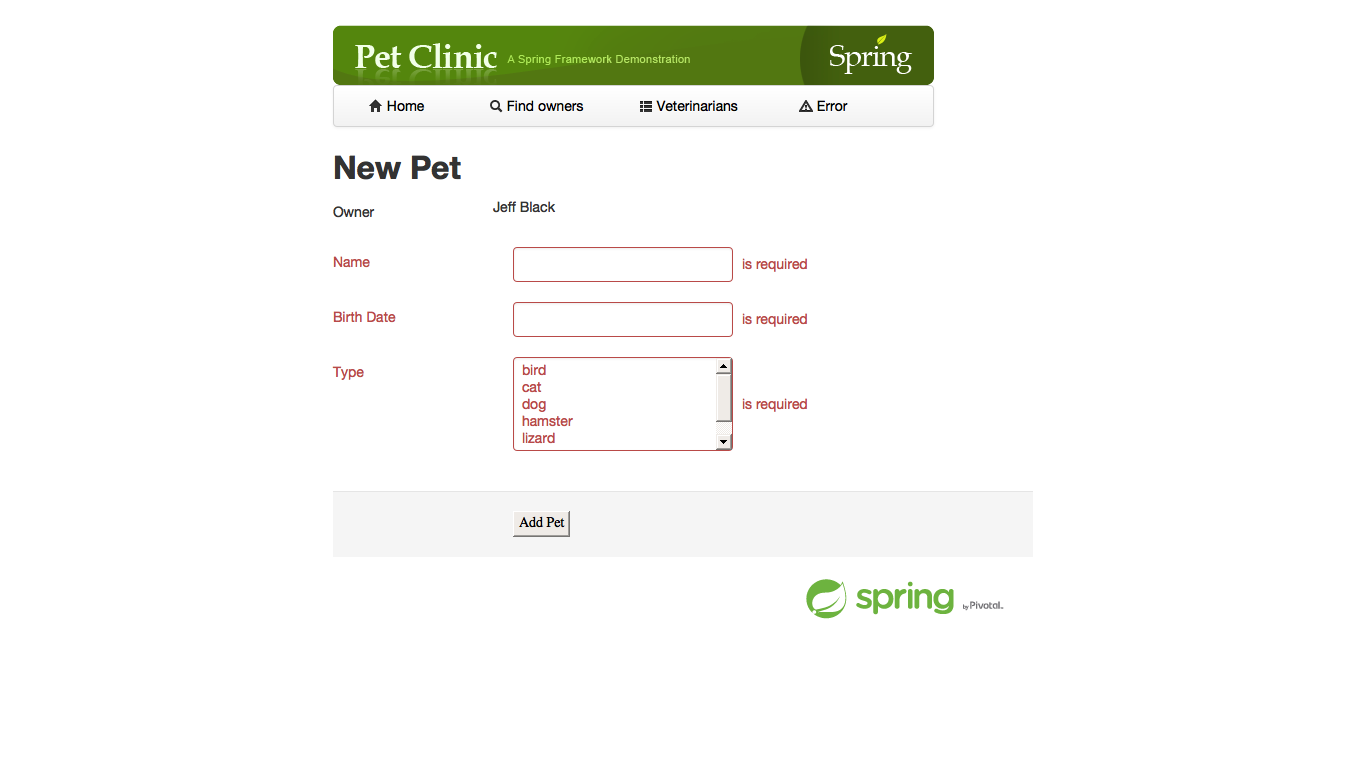 Pet Clinic A Spring Framework Demonstration Spring
Home Find owners Veterinarians Error
New Pet
Owner Jeff Black
Name is required
Birth Date is required
Type
bird
cat
dog
hamster
lizard
is required
Add Pet
spring by Pivotal.